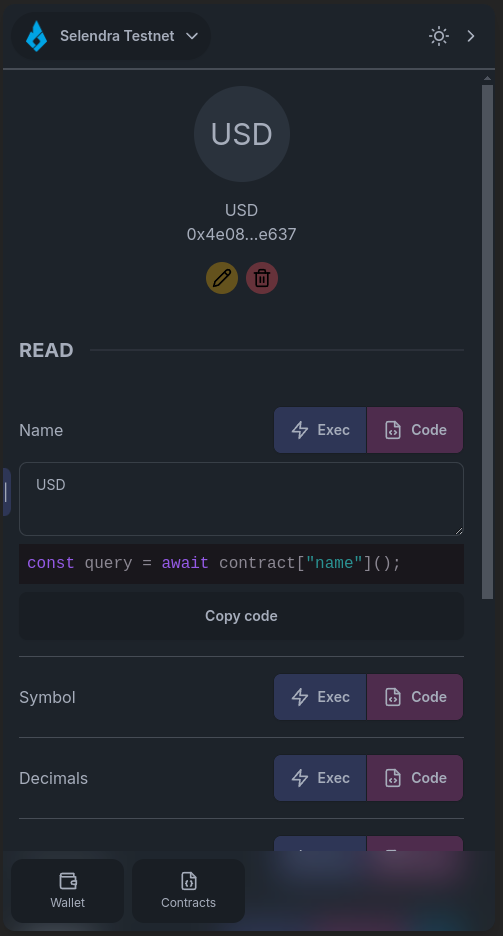 Selendra Testnet
USD
USD
0x4e08...e637
READ
Name
Exec
Code
USD
const query = await contract["name"]();
Copy code
Symbol
Exec
Code
Decimals
Exec
Code
Wallet
Contracts